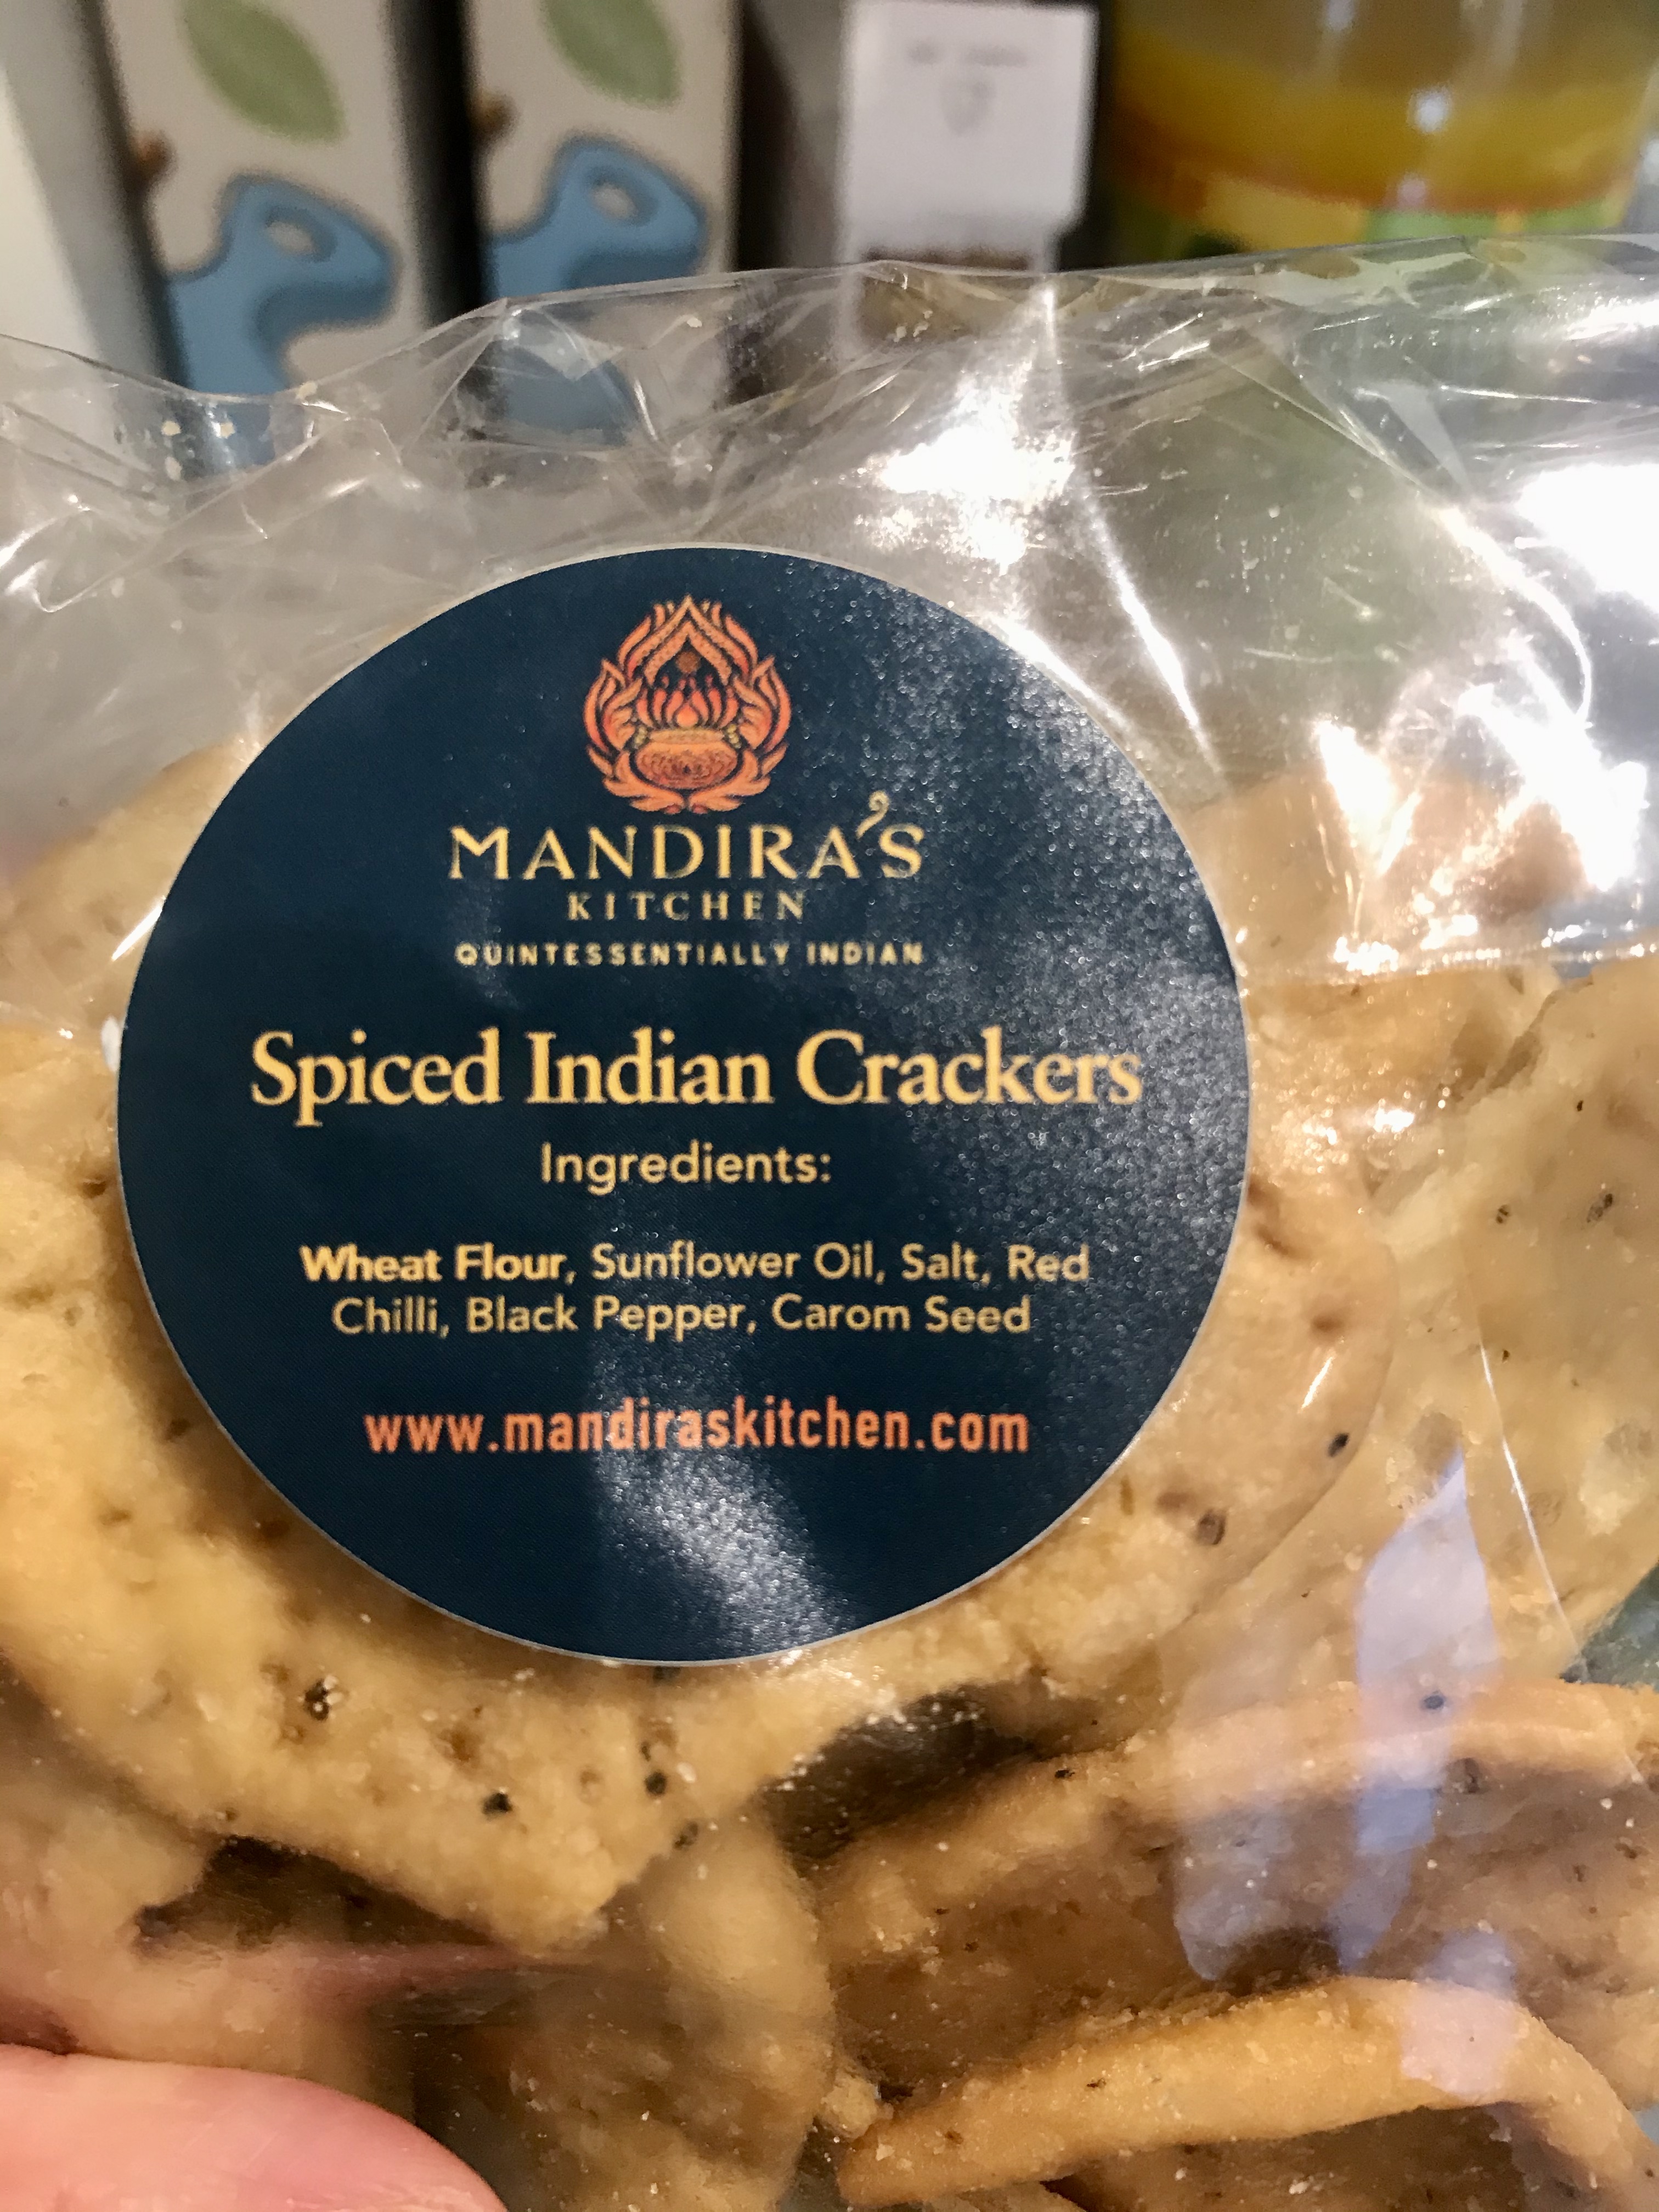 MANDIRA'S
KITCHEN
QUINTESSENTIALLY INDIAN
Spiced Indian Crackers
Ingredients:
Wheat Flour, Sunflower Oil, Salt, Red
Chilli, Black Pepper, Carom Seed
www.mandiraskitchen.com